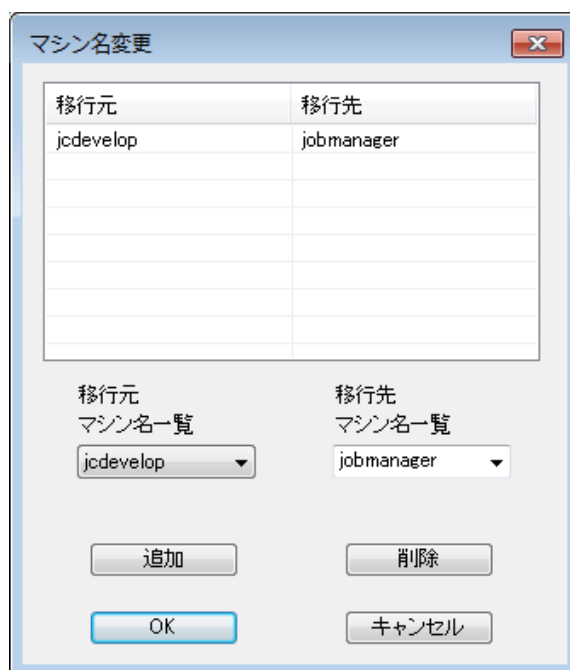 マシン名変更
移行元 移行先
jcdevelop jobmanager
移行元 移行先
マシン名一覧 マシン名一覧
jcdevelop jobmanager
追加 削除
OK キャンセル